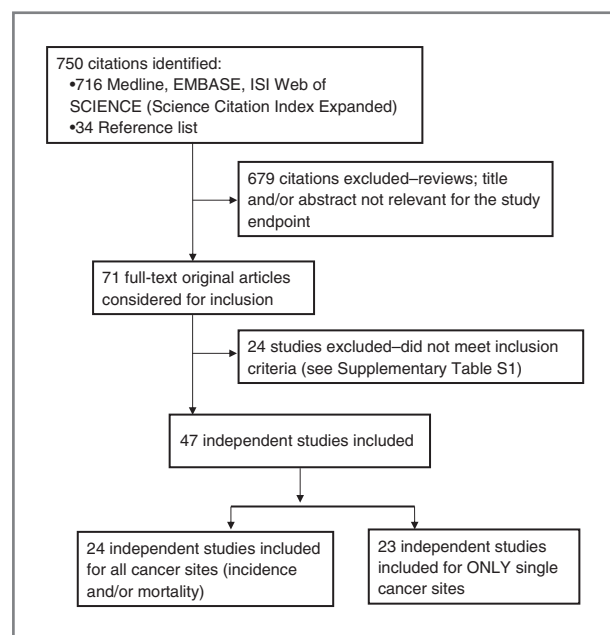 750 citations identified:
•716 Medline, EMBASE, ISI Web of
SCIENCE (Science Citation Index Expanded)
•34 Reference list
679 citations excluded–reviews; title
and/or abstract not relevant for the study
endpoint
71 full-text original articles
considered for inclusion
24 studies excluded–did not meet inclusion
criteria (see Supplementary Table S1)
47 independent studies included
24 independent studies included
for all cancer sites (incidence
and/or mortality)
23 independent studies
included for ONLY single
cancer sites